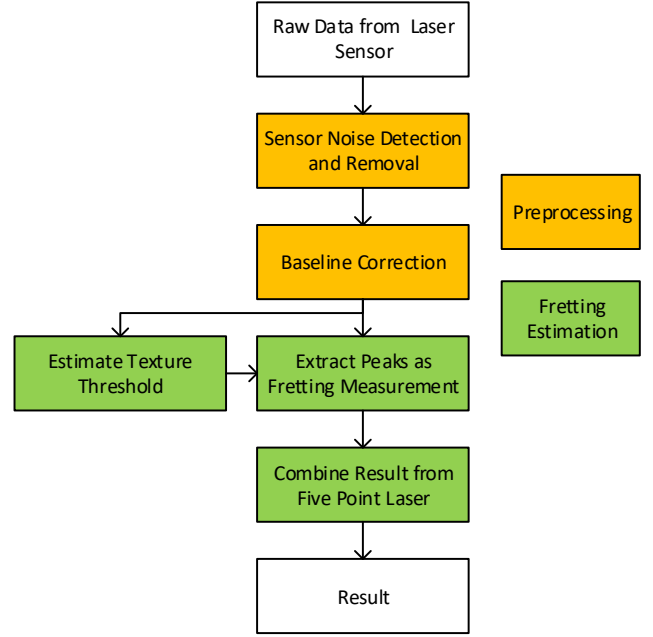 Raw Data from Laser
Sensor
Sensor Noise Detection
and Removal
Preprocessing
Baseline Correction
Fretting
Estimation
Estimate Texture
Threshold
Extract Peaks as
Fretting Measurement
Combine Result from
Five Point Laser
Result